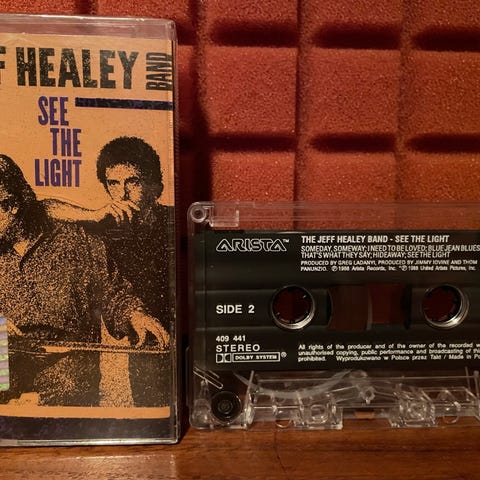 F HEALEY
BAND
SEE
THE
LIGHT
ARISTA™
THE JEFF HEALEY BAND - SEE THE LIGHT
SOMEDAY, SOMEWAY; I NEED TO BE LOVED; BLUE JEAN BLUES
THAT'S WHAT THEY SAY; HIDEAWAY; SEE THE LIGHT
PRODUCED BY GREG LADANYI, PRODUCED BY JIMMY IOVINE AND THOM
PANUNZIO. ℗ 1988 Arista Records, Inc., *℗ 1988 United Artists Pictures, Inc.
SIDE 2
409 441
STEREO
DOLBY SYSTEM
All rights of the producer and of the owner of the recorded w
unauthorised copying, public performance and broadcasting of this
prohibited. Wyprodukowano w Polsce przez Takt / Made in P